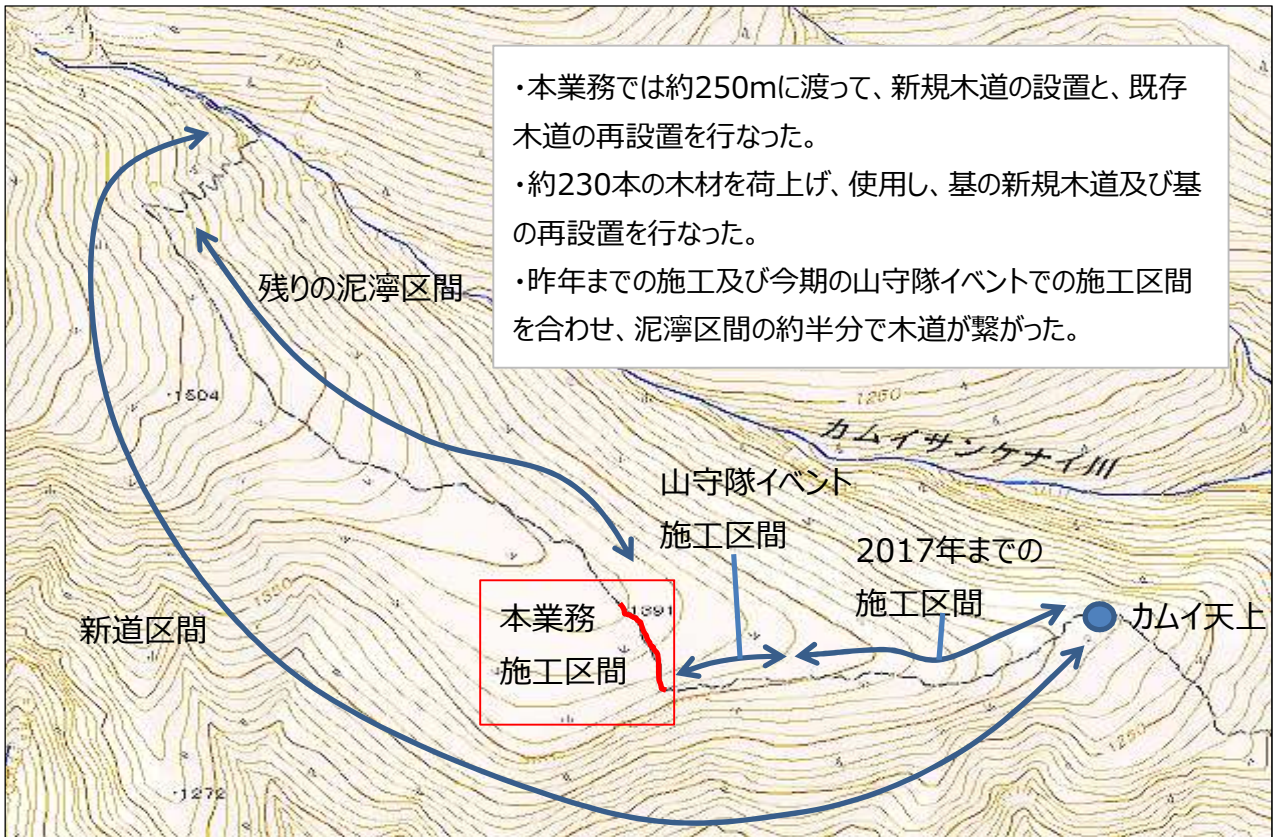 ・本業務では約250mに渡って、新規木道の設置と、既存
木道の再設置を行なった。
・約230本の木材を荷上げ、使用し、基の新規木道及び基
の再設置を行なった。
・昨年までの施工及び今期の山守隊イベントでの施工区間
を合わせ、泥濘区間の約半分で木道が繋がった。
残りの泥濘区間
・1504
1250
カムイサンケナイ川
山守隊イベント
施工区間
2017年までの
施工区間
カムイ天上
1391
本業務
施工区間
新道区間
1250
・1272